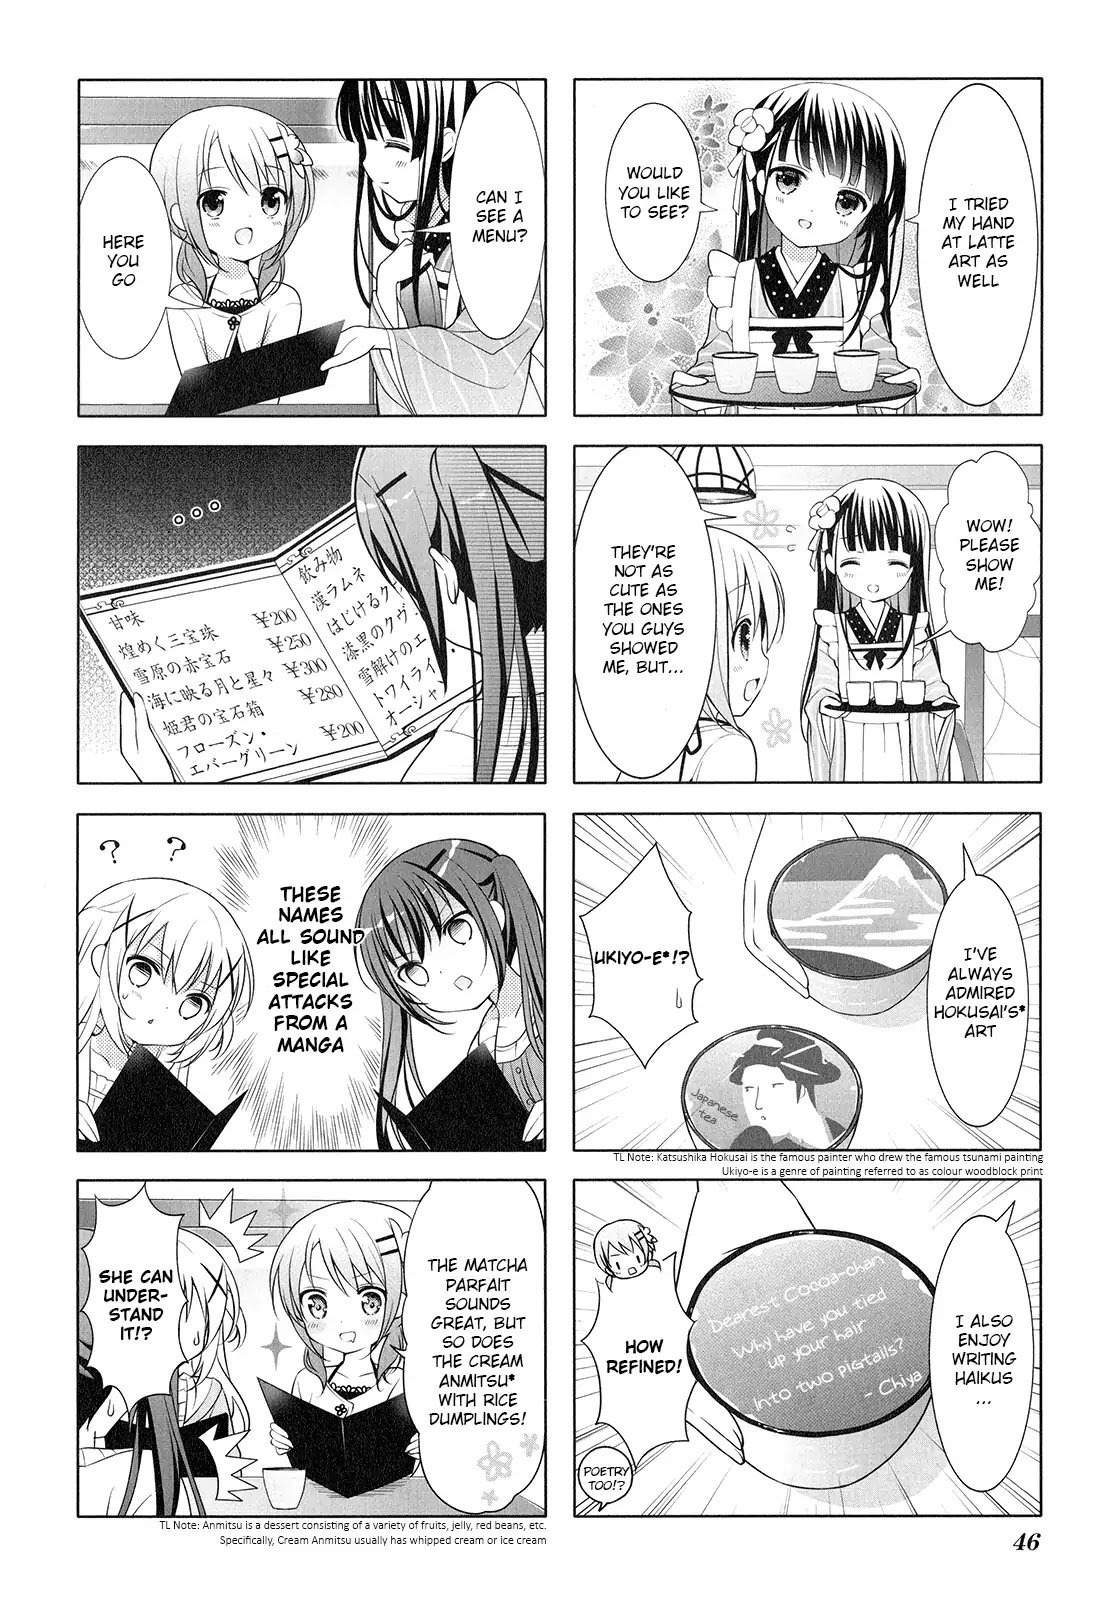 I TRIED
MY HAND
AT LATTE
ART AS
WELL
WOULD
YOU LIKE
TO SEE?
WOW!
PLEASE
SHOW
ME!
THEY'RE
NOT AS
CUTE AS
THE ONES
YOU GUYS
SHOWED
ME, BUT...
I'VE
ALWAYS
ADMIRED
HOKUSAI'S*
ART
UKIYO-E*!?
Japanese
tea
TL Note: Katsushika Hokusai is the famous painter who drew the famous tsunami painting
Ukiyo-e is a genre of painting referred to as colour woodblock print
I ALSO
ENJOY
WRITING
HAIKUS
...
Dearest Cocoa-chan
Why have you tied
up your hair
Into two pigtails?
- Chiya
HOW
REFINED!
POETRY
TOO!?
CAN I
SEE A
MENU?
HERE
YOU
GO
...
甘味
煌めく三宝珠 ¥200
雪原の赤宝石 ¥250
海に映る月と星々 ¥300
姫君の宝石箱 ¥280
フローズン・
エバーグリーン ¥200
飲み物
漢ラムネ
はじけるク
漆黒のクヴ
雪解けのエ
トワイライ
オーシャ
THESE
NAMES
ALL SOUND
LIKE
SPECIAL
ATTACKS
FROM A
MANGA
? ?
THE MATCHA
PARFAIT
SOUNDS
GREAT, BUT
SO DOES
THE CREAM
ANMITSU*
WITH RICE
DUMPLINGS!
SHE CAN
UNDER-
STAND
IT!?
TL Note: Anmitsu is a dessert consisting of a variety of fruits, jelly, red beans, etc.
Specifically, Cream Anmitsu usually has whipped cream or ice cream
46